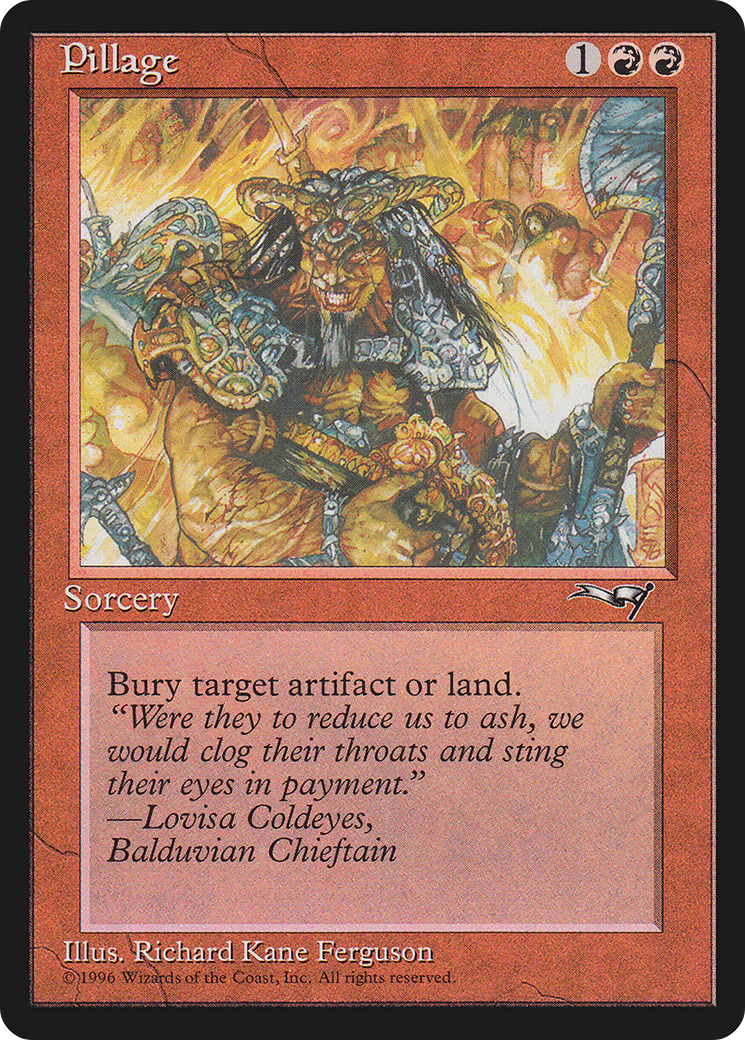 Pillage
1
Sorcery
Bury target artifact or land.
“Were they to reduce us to ash, we
would clog their throats and sting
their eyes in payment.”
—Lovisa Coldeyes,
Balduvian Chieftain
Illus. Richard Kane Ferguson
©1996 Wizards of the Coast, Inc. All rights reserved.